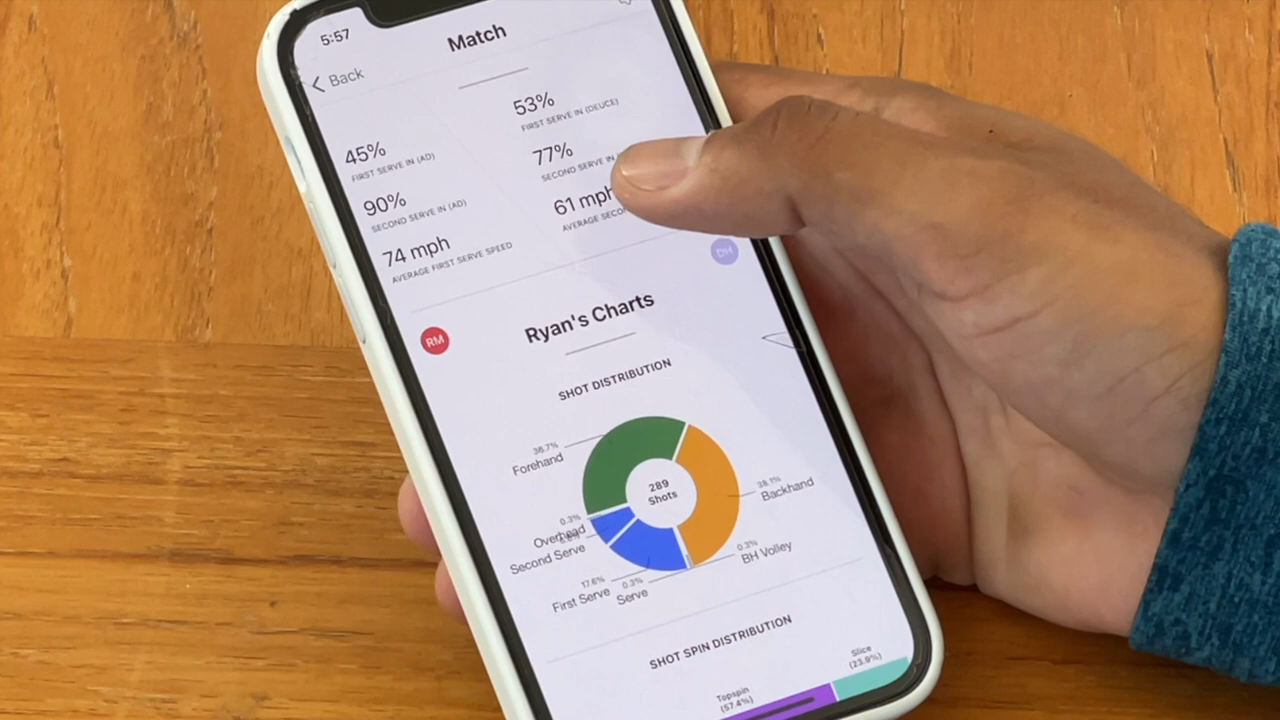 5:57
Match
Back
53%
FIRST SERVE IN (DEUCE)
45%
FIRST SERVE IN (AD)
77%
SECOND SERVE IN
90%
SECOND SERVE IN (AD)
61 mph
AVERAGE
74 mph
AVERAGE FIRST SERVE SPEED
DH
RM
Ryan's Charts
SHOT DISTRIBUTION
36.7%
Forehand
289
Shots
38.1%
Backhand
0.3%
Overhead
Second Serve
0.3%
BH Volley
17.6%
First Serve
0.3%
Serve
SHOT SPIN DISTRIBUTION
Slice
(23.9%)
Topspin
(57.4%)